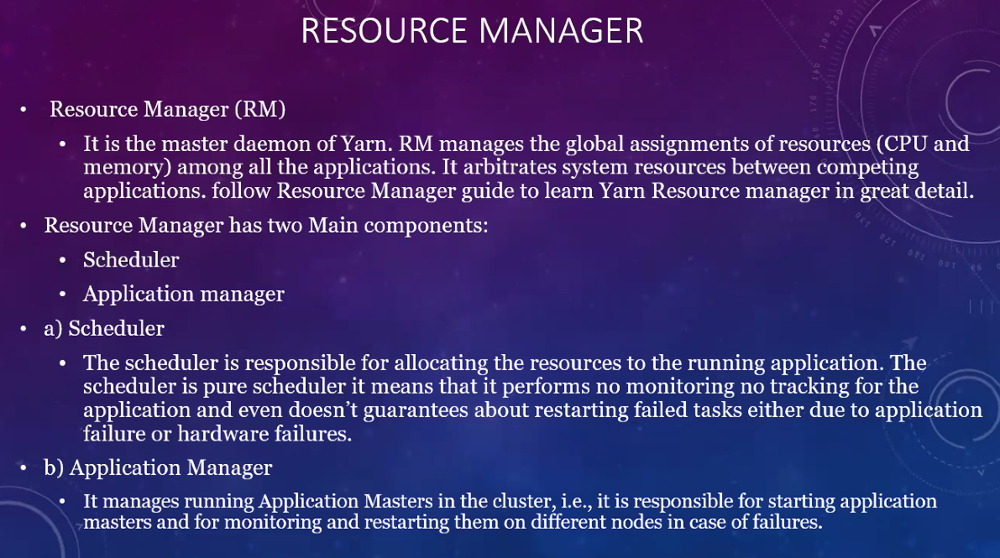 RESOURCE MANAGER
• Resource Manager (RM)
• It is the master daemon of Yarn. RM manages the global assignments of resources (CPU and
memory) among all the applications. It arbitrates system resources between competing
applications. follow Resource Manager guide to learn Yarn Resource manager in great detail.
• Resource Manager has two Main components:
• Scheduler
• Application manager
• a) Scheduler
• The scheduler is responsible for allocating the resources to the running application. The
scheduler is pure scheduler it means that it performs no monitoring no tracking for the
application and even doesn’t guarantees about restarting failed tasks either due to application
failure or hardware failures.
• b) Application Manager
• It manages running Application Masters in the cluster, i.e., it is responsible for starting application
masters and for monitoring and restarting them on different nodes in case of failures.